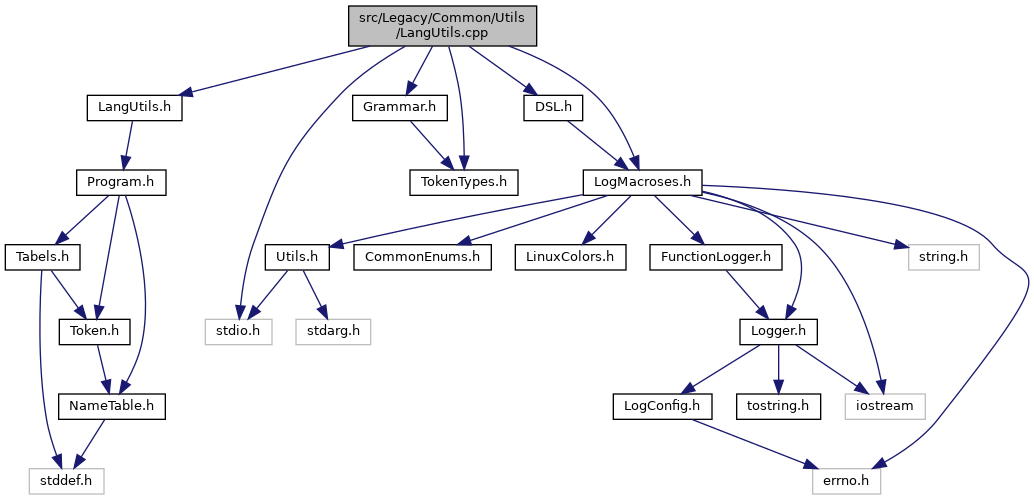 src/Legacy/Common/Utils
/LangUtils.cpp
LangUtils.h
Grammar.h
DSL.h
Program.h
TokenTypes.h
LogMacroses.h
Tabels.h
Utils.h
CommonEnums.h
LinuxColors.h
FunctionLogger.h
string.h
Token.h
stdio.h
stdarg.h
Logger.h
NameTable.h
LogConfig.h
tostring.h
iostream
stddef.h
errno.h